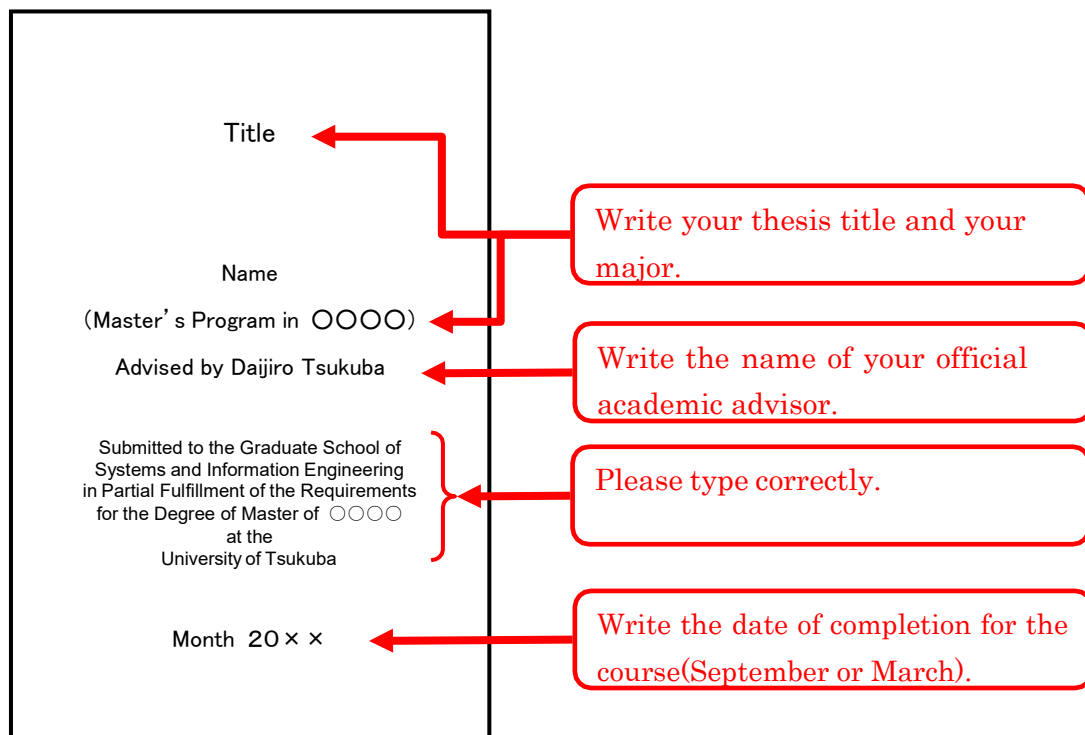 Title
Name
(Master's Program in 〇〇〇〇)
Advised by Daijiro Tsukuba
Submitted to the Graduate School of
Systems and Information Engineering
in Partial Fulfillment of the Requirements
for the Degree of Master of 〇〇〇〇
at the
University of Tsukuba
Month 20××
Write your thesis title and your
major.
Write the name of your official
academic advisor.
Please type correctly.
Write the date of completion for the
course(September or March).